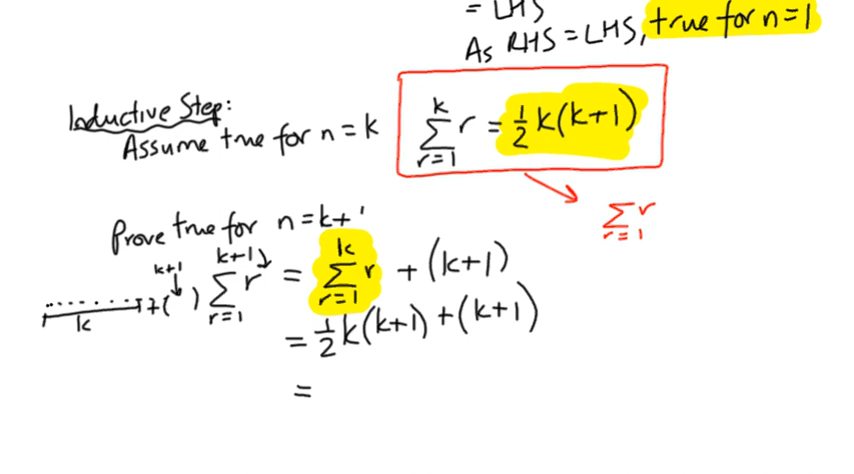 = LHS
As RHS = LHS, true for n=1
Inductive Step:
Assume true for n=k
k
∑ r = ½ k(k+1)
r=1
∑ r
r=1
Prove true for n=k+1
k+1 k+1 k
..........+( ) ∑ r = ∑ r + (k+1)
k r=1 r=1
= ½ k(k+1) + (k+1)
=